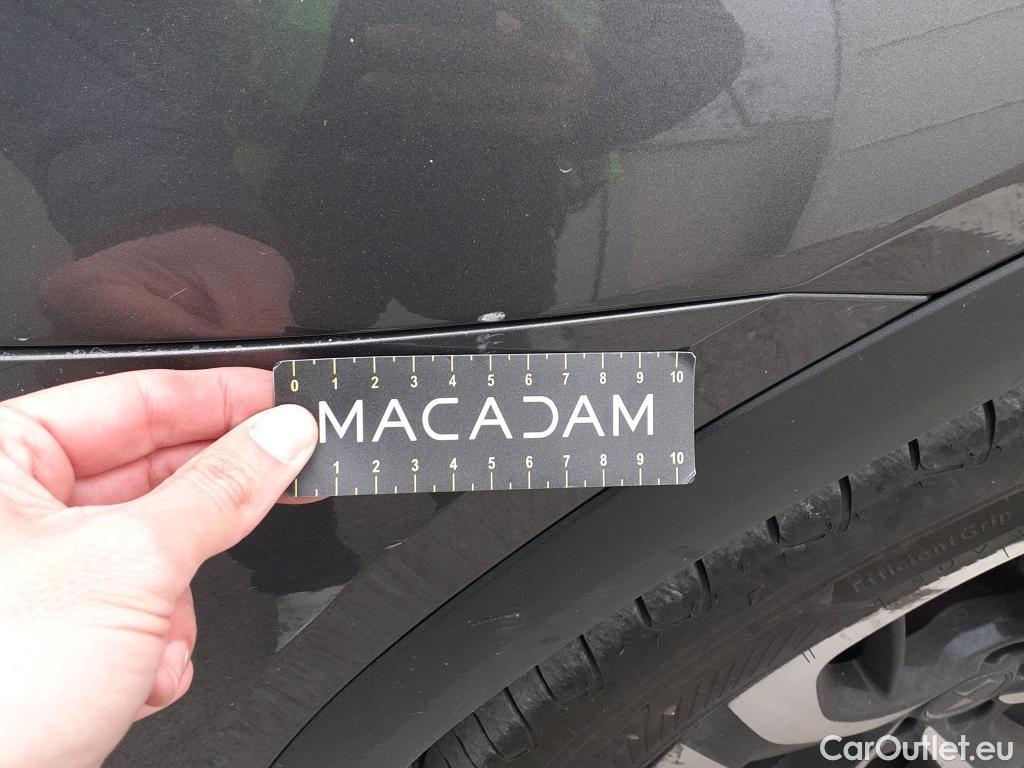 0 1 2 3 4 5 6 7 8 9 10
MACADAM
1 2 3 4 5 6 7 8 9 10
EfficientGrip
CarOutlet.eu